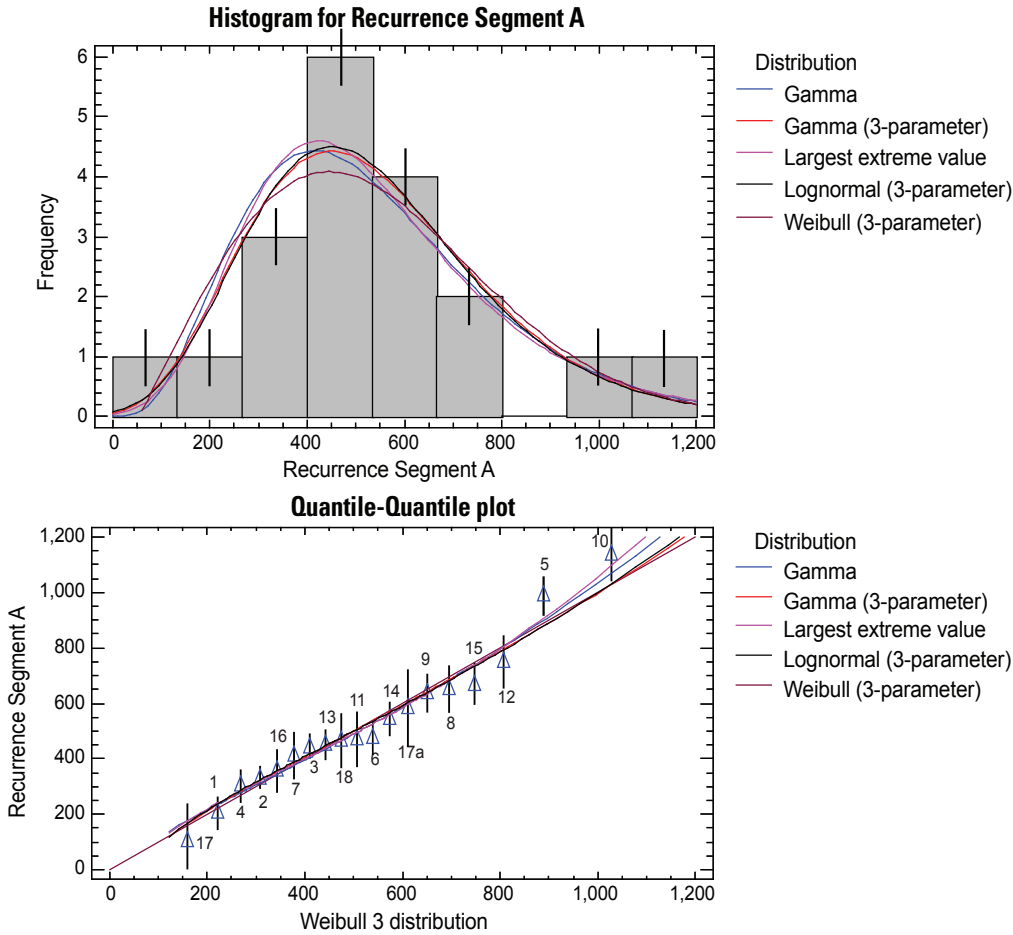 Histogram for Recurrence Segment A
6
5
4
3
2
1
0
Frequency
0 200 400 600 800 1,000 1,200
Recurrence Segment A
Distribution
Gamma
Gamma (3-parameter)
Largest extreme value
Lognormal (3-parameter)
Weibull (3-parameter)
Quantile-Quantile plot
1,200
1,000
800
600
400
200
0
Recurrence Segment A
17
1
4
2
16
7
3
13
18
11
6
14
17a
9
8
15
12
5
10
0 200 400 600 800 1,000 1,200
Weibull 3 distribution
Distribution
Gamma
Gamma (3-parameter)
Largest extreme value
Lognormal (3-parameter)
Weibull (3-parameter)